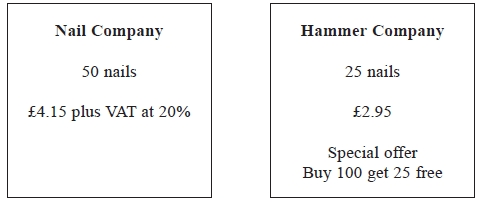 Nail Company
50 nails
£4.15 plus VAT at 20%
Hammer Company
25 nails
£2.95
Special offer
Buy 100 get 25 free